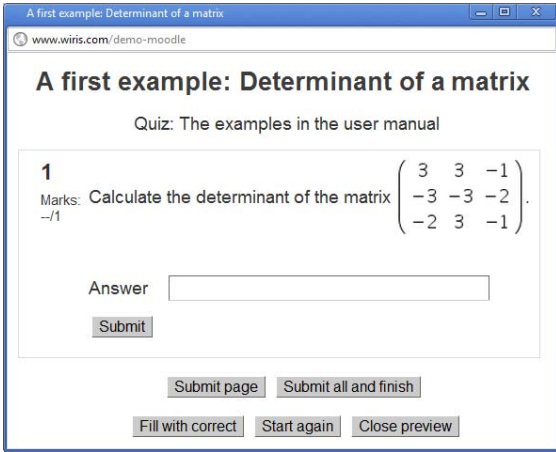 A first example: Determinant of a matrix
www.wiris.com/demo-moodle
A first example: Determinant of a matrix
Quiz: The examples in the user manual
1
Marks: --/1
Calculate the determinant of the matrix
3 3 -1
-3 -3 -2
-2 3 -1
.
Answer
Submit
Submit page Submit all and finish
Fill with correct Start again Close preview